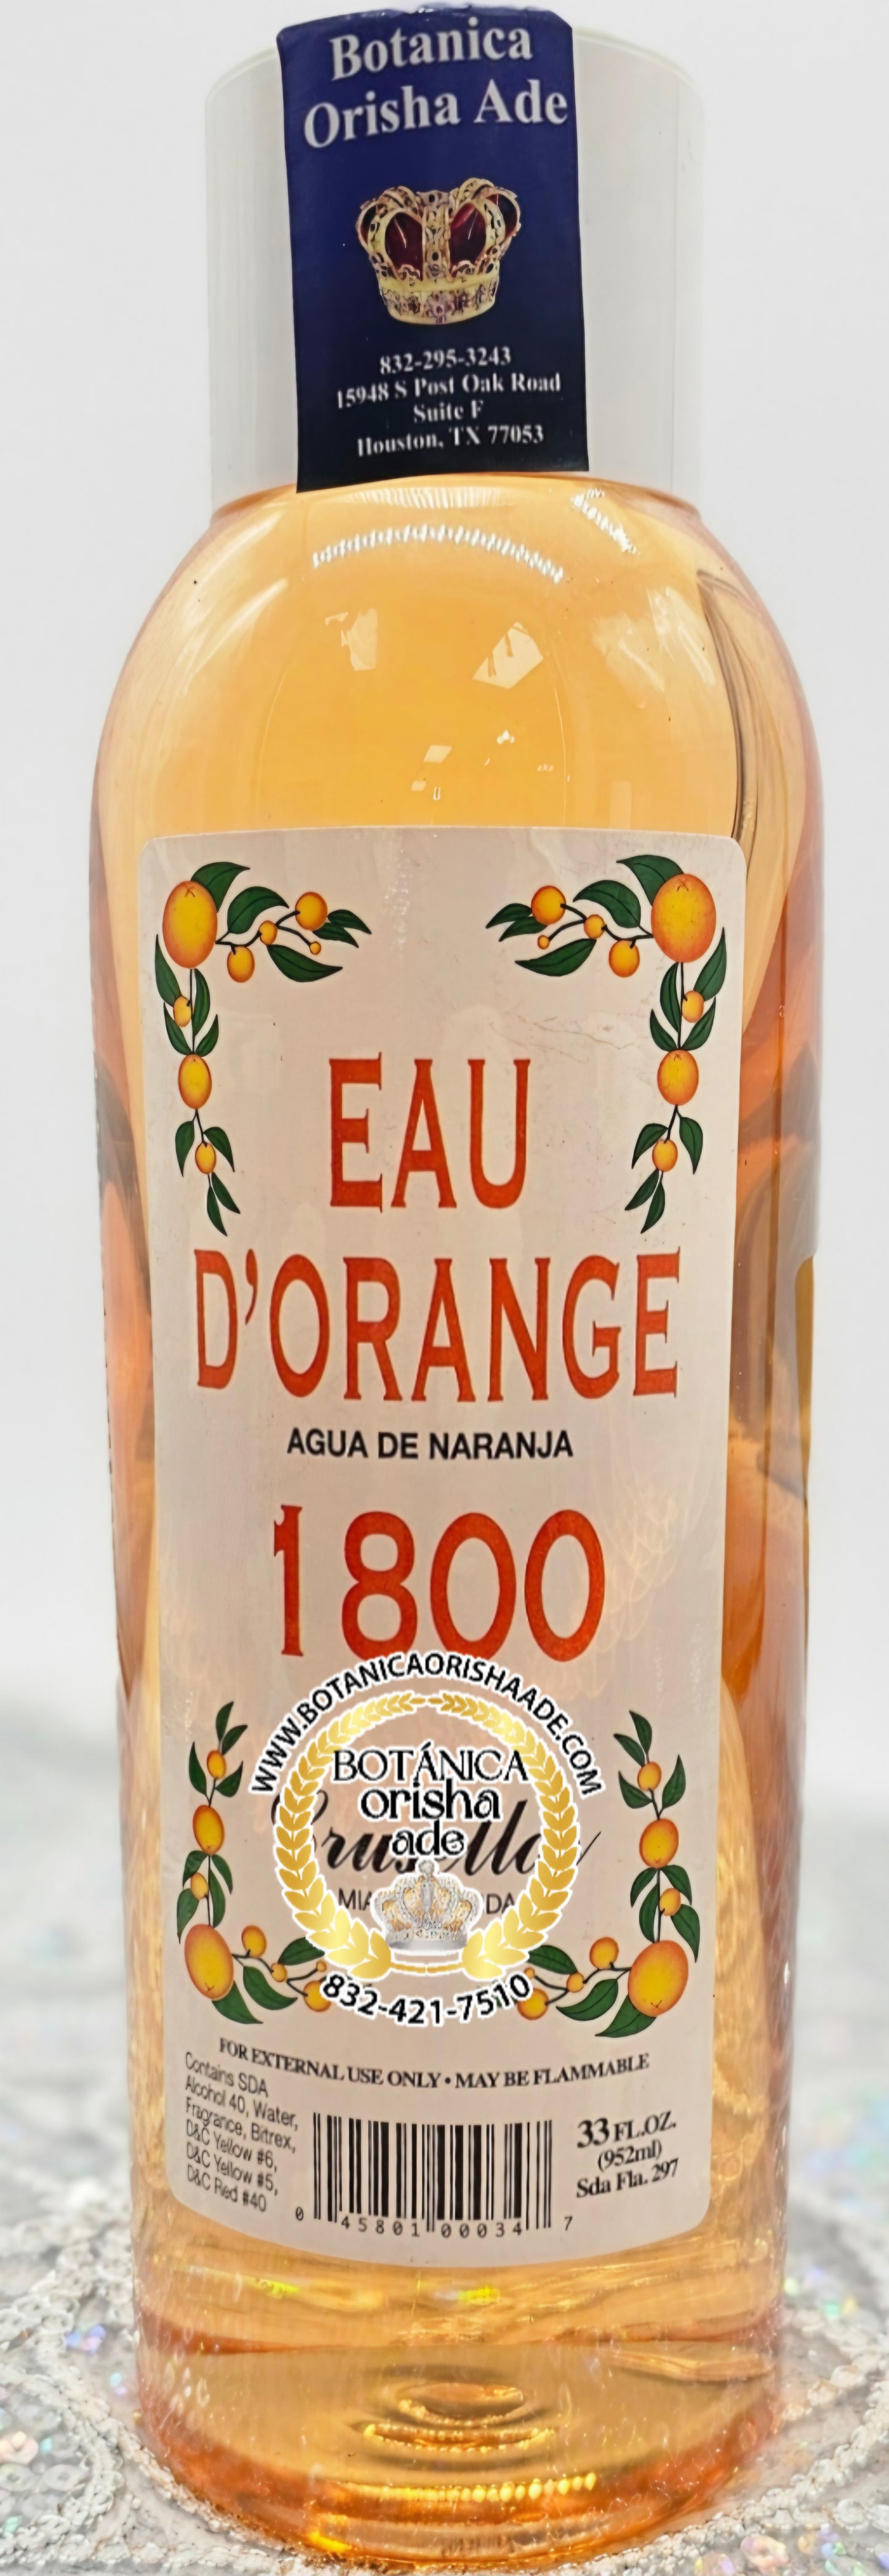 Botanica
Orisha Ade
832-295-3243
15948 S Post Oak Road
Suite F
Houston, TX 77053
EAU
D'ORANGE
AGUA DE NARANJA
1800
WWW.BOTANICAORISHAADE.COM
BOTÁNICA
orisha
ade
832-421-7510
FOR EXTERNAL USE ONLY • MAY BE FLAMMABLE
Contains SDA
Alcohol 40, Water,
Fragrance, Bitrex,
D&C Yellow #6,
D&C Yellow #5,
D&C Red #40
0 45801 00034 7
33 FL.OZ.
(952ml)
Sda Fla. 297